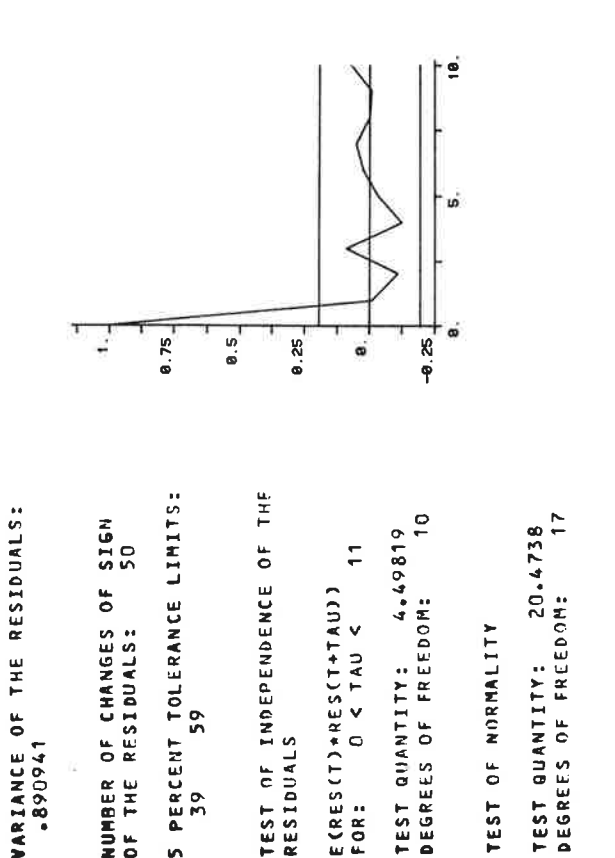 VARIANCE OF THE RESIDUALS:
.890941
NUMBER OF CHANGES OF SIGN
OF THE RESIDUALS: 50
5 PERCENT TOLERANCE LIMITS:
39 59
TEST OF INDEPENDENCE OF THE
RESIDUALS
E(RES(T)*RES(T+TAU))
FOR: 0 < TAU < 11
TEST QUANTITY: 4.49819
DEGREES OF FREEDOM: 10
TEST OF NORMALITY
TEST QUANTITY: 20.4738
DEGREES OF FREEDOM: 17
1.
0.75
0.5
0.25
0.
-0.25
0. 5. 10.